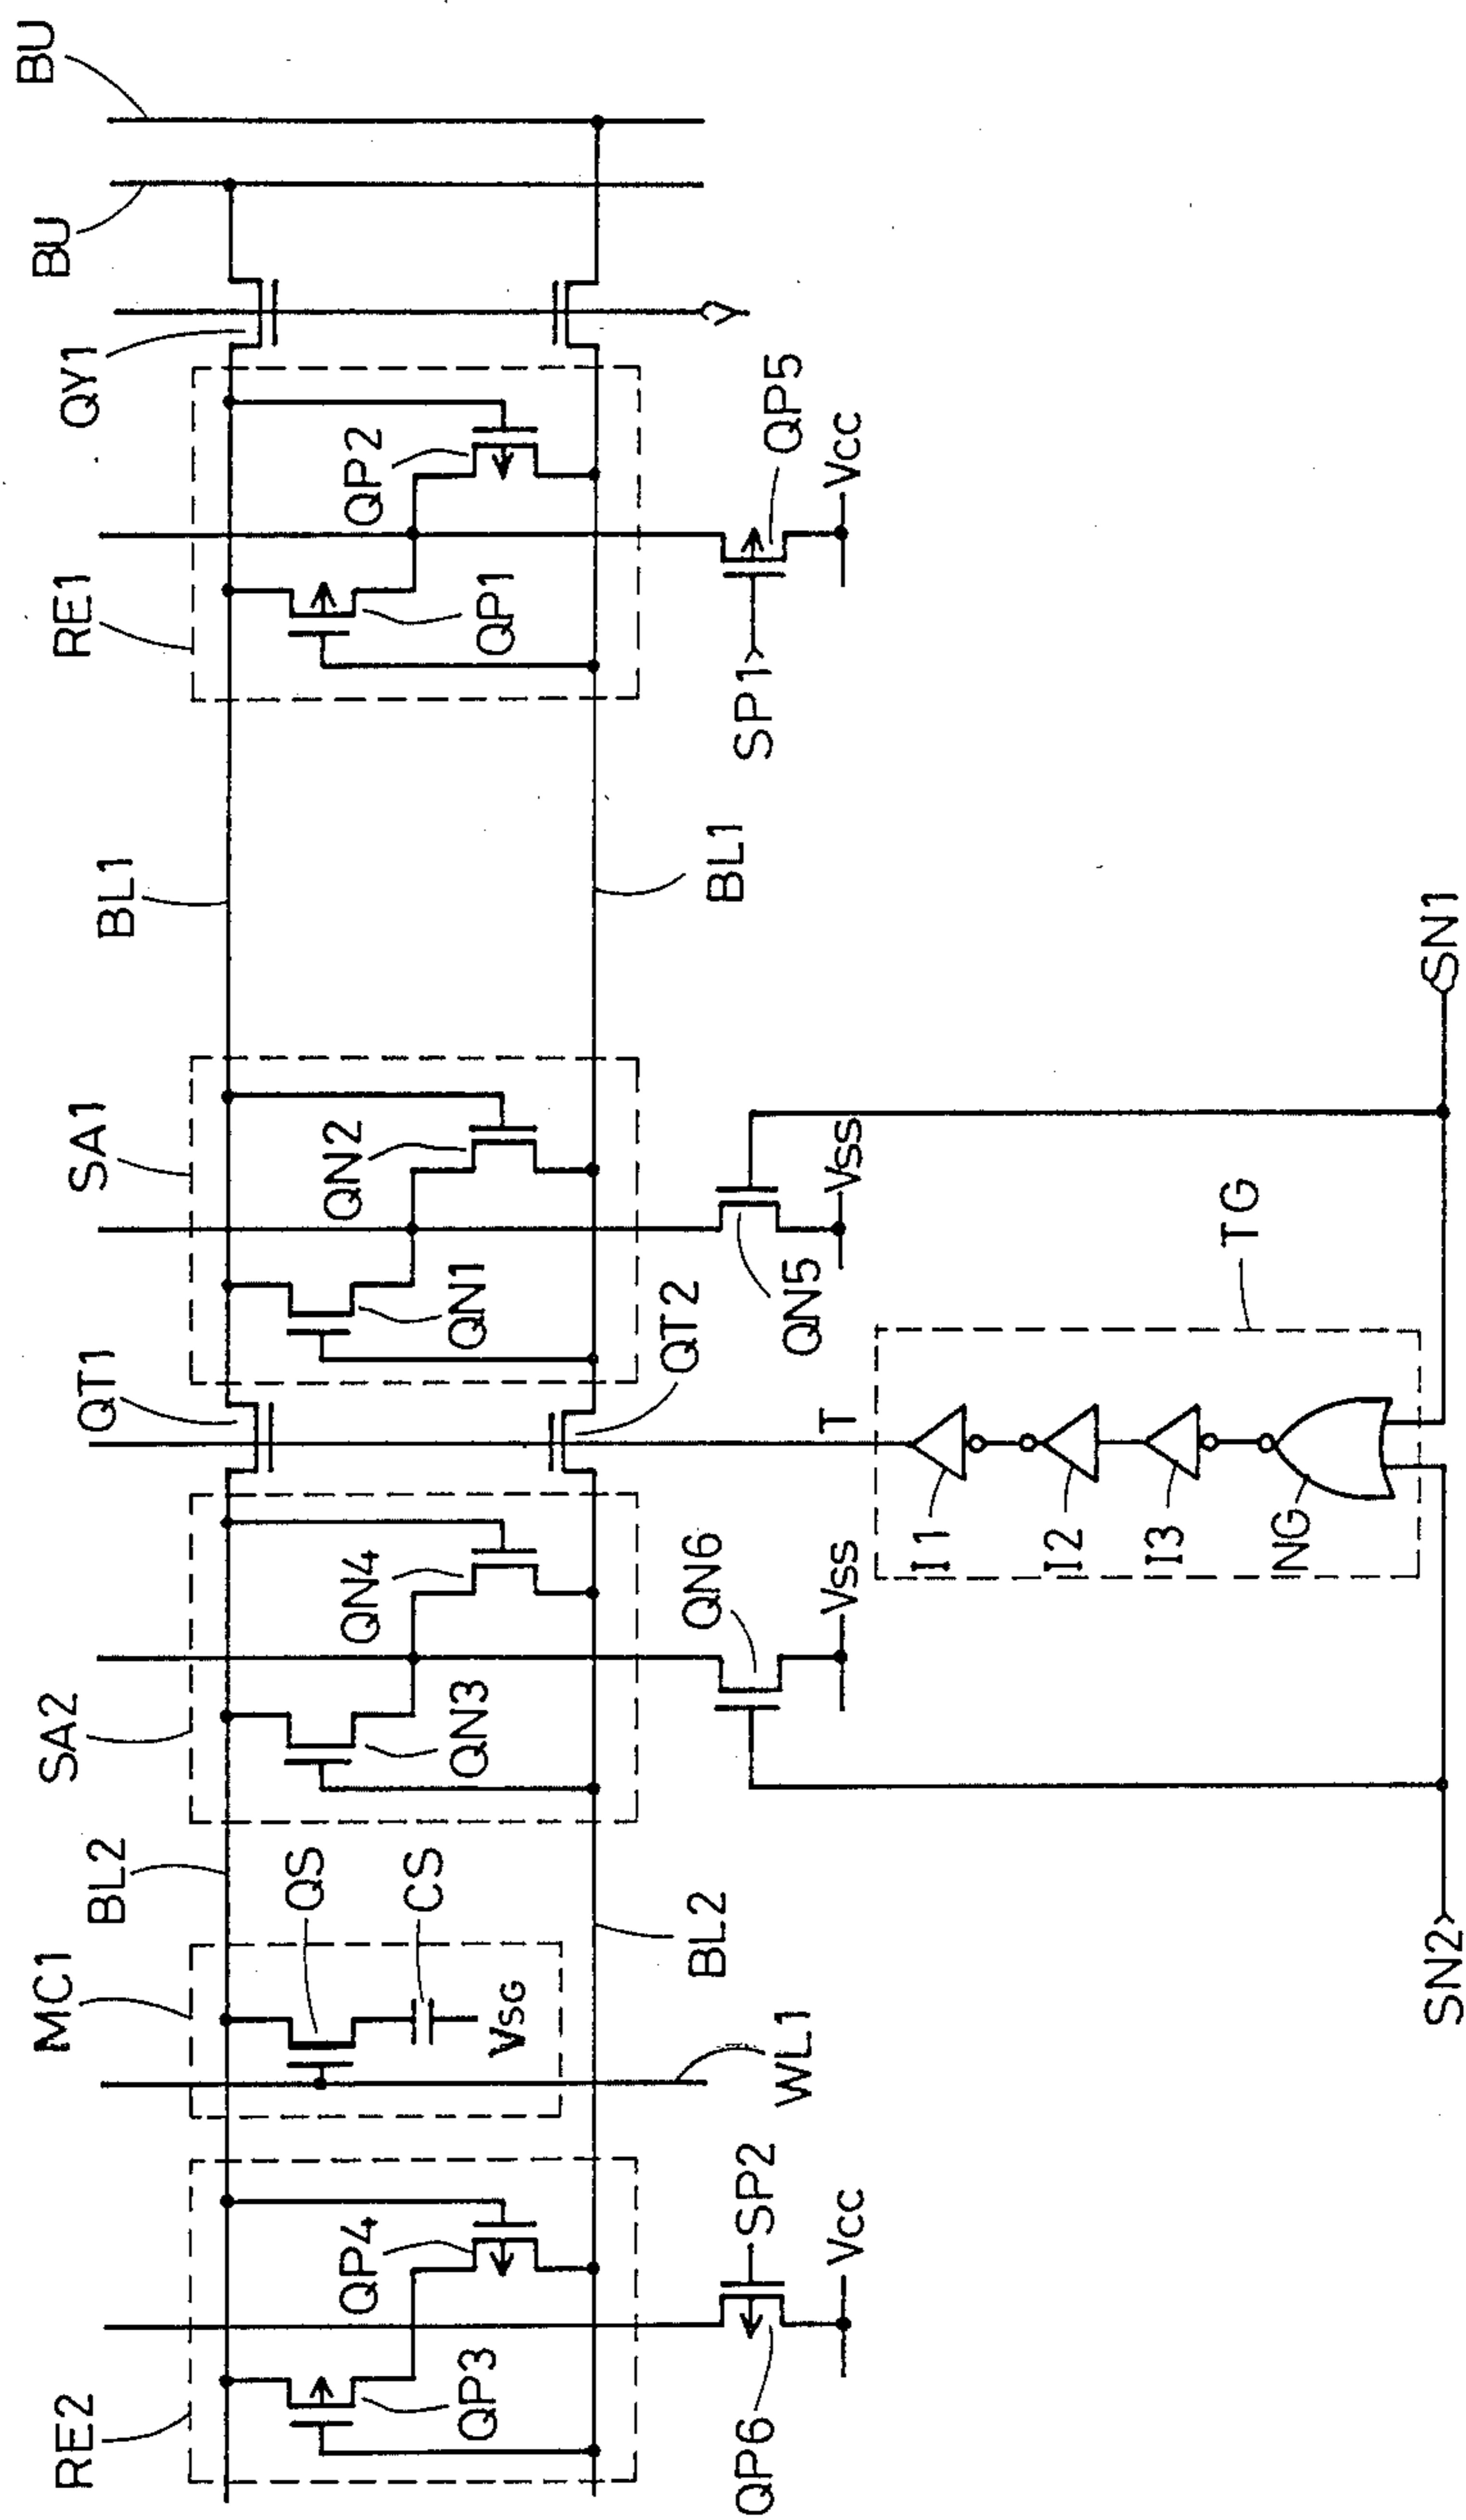 RE2
MC1
BL2
SA2
QT1
SA1
BL1
RE1
QY1
BU
BU
QP3
QP4
QS
CS
VSG
QN3
QN4
QN1
QN2
QP1
QP2
BL2
QT2
BL1
WL1
QP6
SP2
Vcc
QN6
Vss
QN5
Vss
SP1
QP5
Vcc
Y
T
TG
I1
I2
I3
NG
SN2
SN1